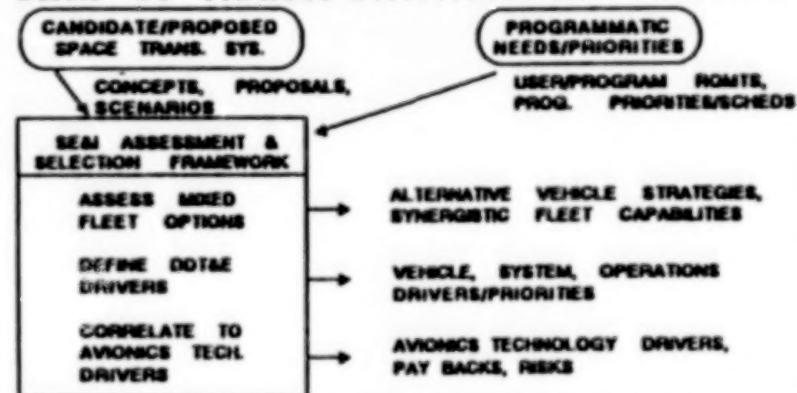 CANDIDATE/PROPOSED
SPACE TRANS. SYS.
PROGRAMMATIC
NEEDS/PRIORITIES
CONCEPTS, PROPOSALS,
SCENARIOS
USER/PROGRAM RQMTS,
PROG. PRIORITIES/SCHEDS
SE&I ASSESSMENT &
SELECTION FRAMEWORK
ASSESS MIXED
FLEET OPTIONS
ALTERNATIVE VEHICLE STRATEGIES,
SYNERGISTIC FLEET CAPABILITIES
DEFINE DDT&E
DRIVERS
VEHICLE, SYSTEM, OPERATIONS
DRIVERS/PRIORITIES
CORRELATE TO
AVIONICS TECH.
DRIVERS
AVIONICS TECHNOLOGY DRIVERS,
PAY BACKS, RISKS